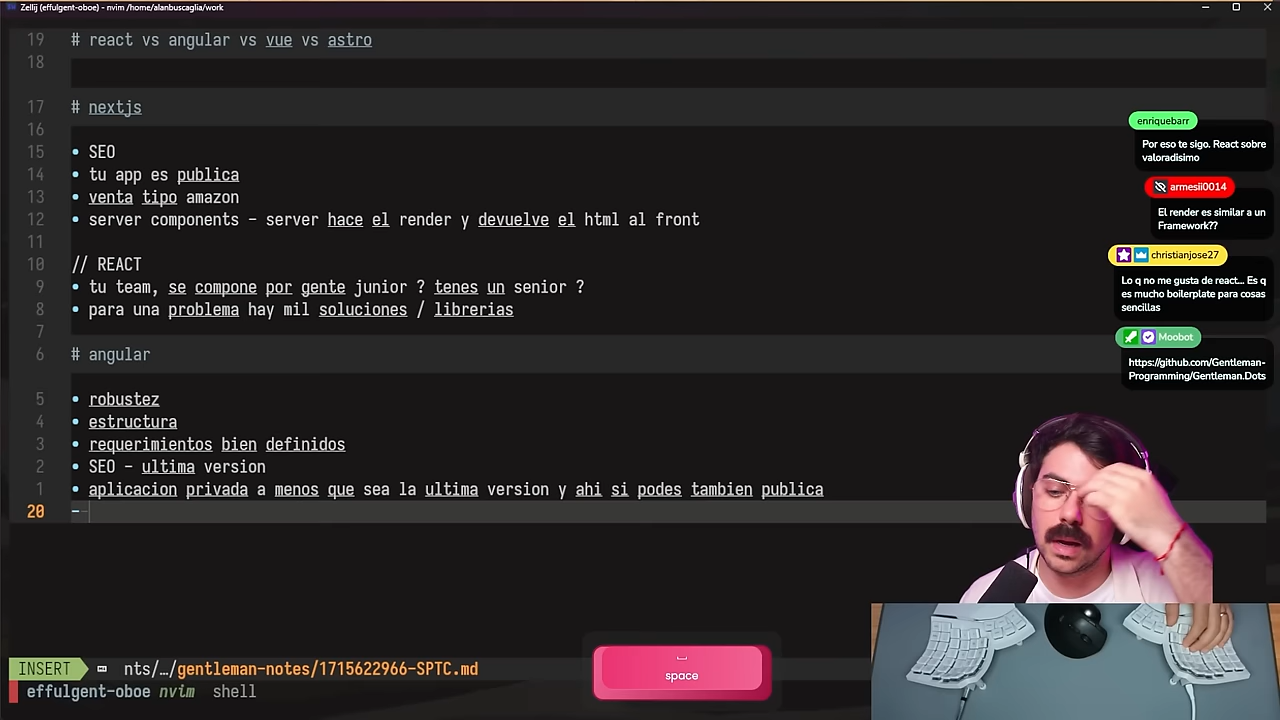 Zellij (effulgent-oboe) - nvim /home/alanbuscaglia/work
19 # react vs angular vs vue vs astro
18
17 # nextjs
16
15 • SEO
14 • tu app es publica
13 • venta tipo amazon
12 • server components - server hace el render y devuelve el html al front
11
10 // REACT
9 • tu team, se compone por gente junior ? tenes un senior ?
8 • para una problema hay mil soluciones / librerias
7
6 # angular
5 • robustez
4 • estructura
3 • requerimientos bien definidos
2 • SEO - ultima version
1 • aplicacion privada a menos que sea la ultima version y ahi si podes tambien publica
20 -
enriquebarr
Por eso te sigo. React sobre
valoradisimo
armesii0014
El render es similar a un
Framework??
christianjose27
Lo q no me gusta de react... Es q
es mucho boilerplate para cosas
sencillas
Moobot
https://github.com/Gentleman-
Programming/Gentleman.Dots
space
INSERT nts/…/gentleman-notes/1715622966-SPTC.md
effulgent-oboe nvim shell